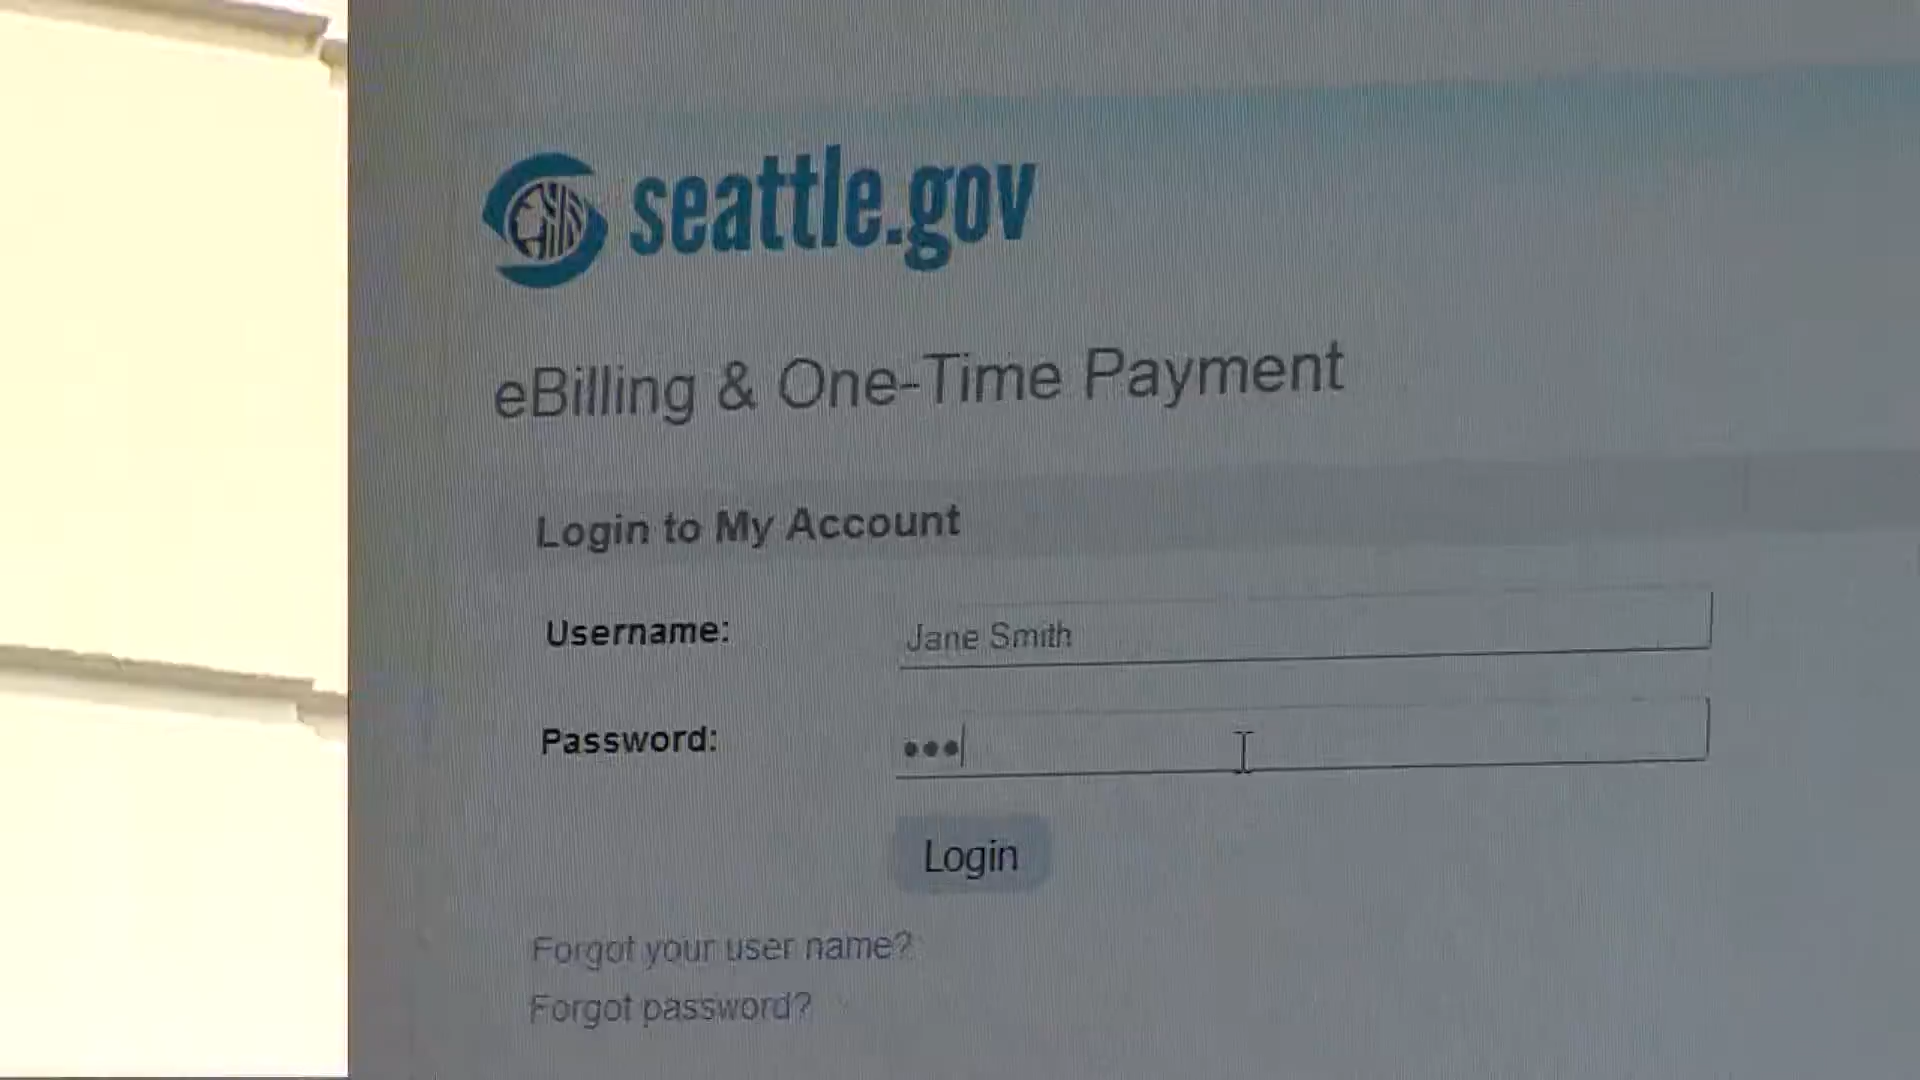 seattle.gov
eBilling & One-Time Payment
Login to My Account
Username: Jane Smith
Password: •••
Login
Forgot your user name?
Forgot password?